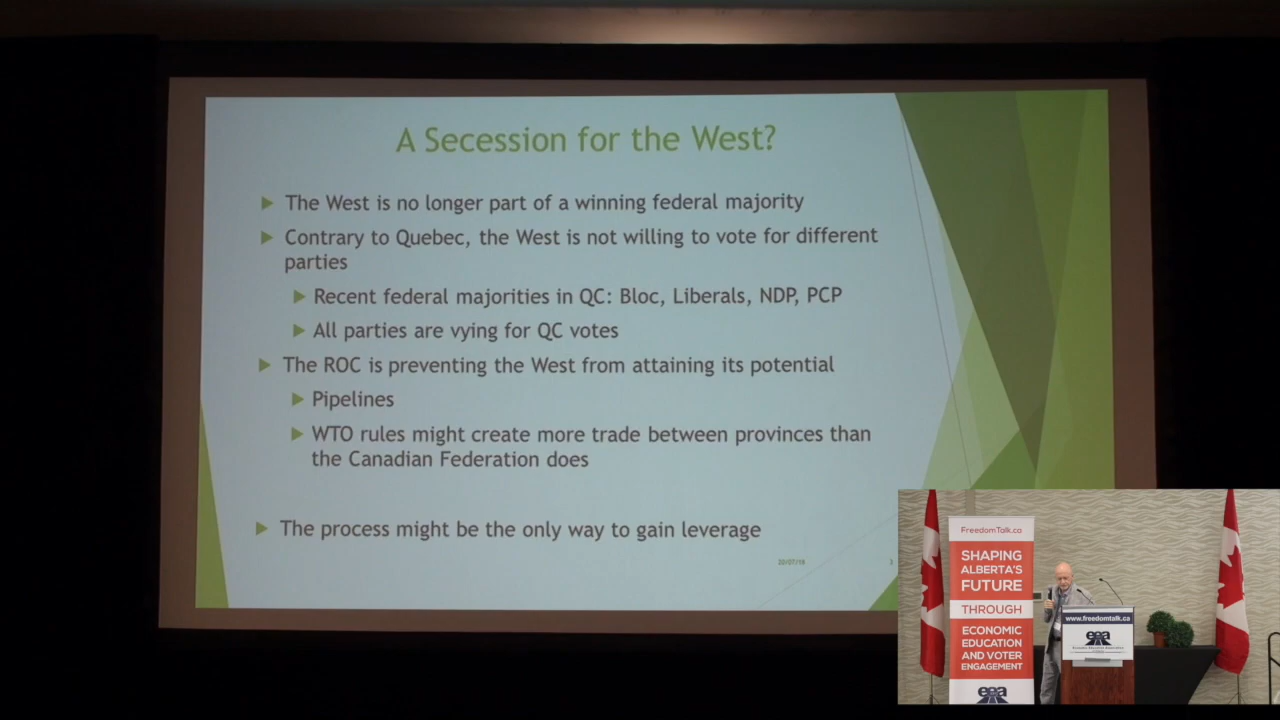 A Secession for the West?
The West is no longer part of a winning federal majority
Contrary to Quebec, the West is not willing to vote for different
parties
Recent federal majorities in QC: Bloc, Liberals, NDP, PCP
All parties are vying for QC votes
The ROC is preventing the West from attaining its potential
Pipelines
WTO rules might create more trade between provinces than
the Canadian Federation does
The process might be the only way to gain leverage
3
FreedomTalk.ca
SHAPING
ALBERTA'S
FUTURE
THROUGH
ECONOMIC
EDUCATION
AND VOTER
ENGAGEMENT
eea
www.freedomtalk.ca
eea